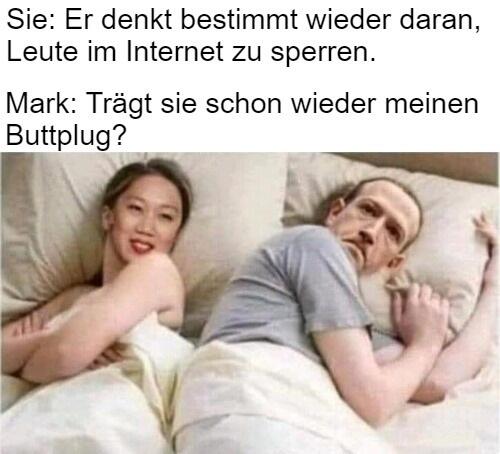 Sie: Er denkt bestimmt wieder daran,
Leute im Internet zu sperren.
Mark: Trägt sie schon wieder meinen
Buttplug?